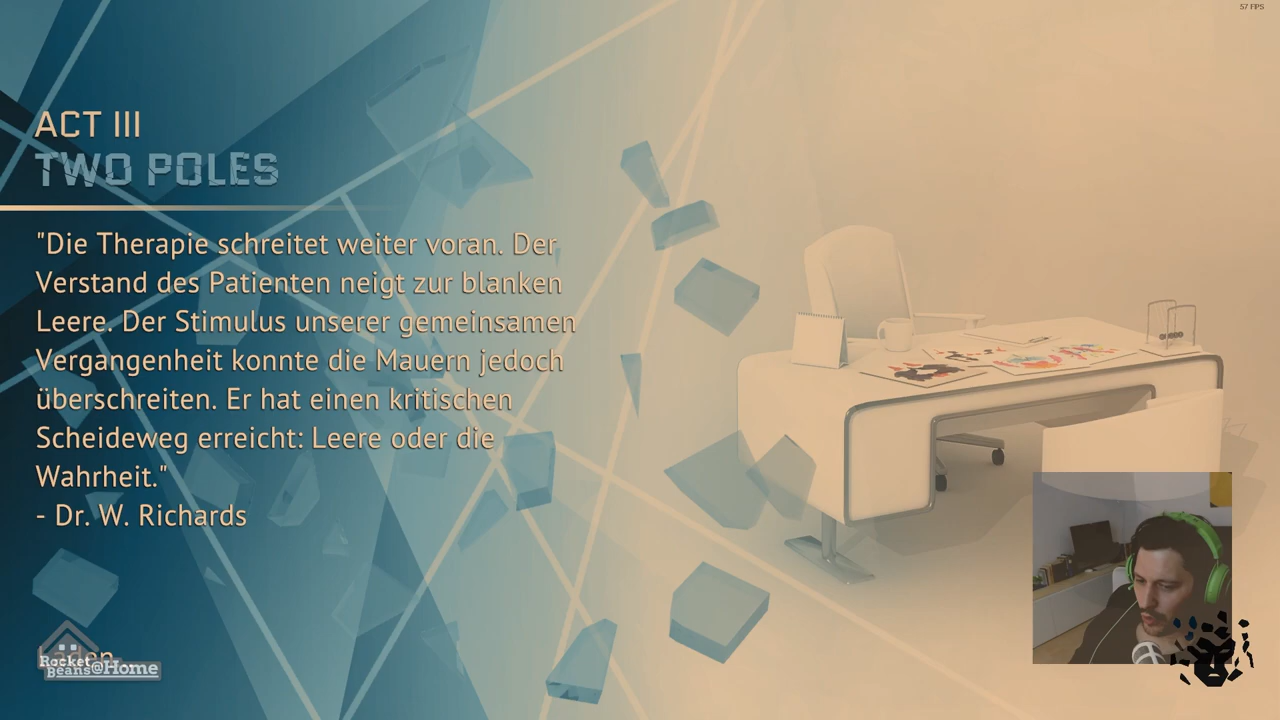 57 FPS
ACT III
TWO POLES
"Die Therapie schreitet weiter voran. Der
Verstand des Patienten neigt zur blanken
Leere. Der Stimulus unserer gemeinsamen
Vergangenheit konnte die Mauern jedoch
überschreiten. Er hat einen kritischen
Scheideweg erreicht: Leere oder die
Wahrheit."
- Dr. W. Richards
Laden
Rocket
Beans@Home